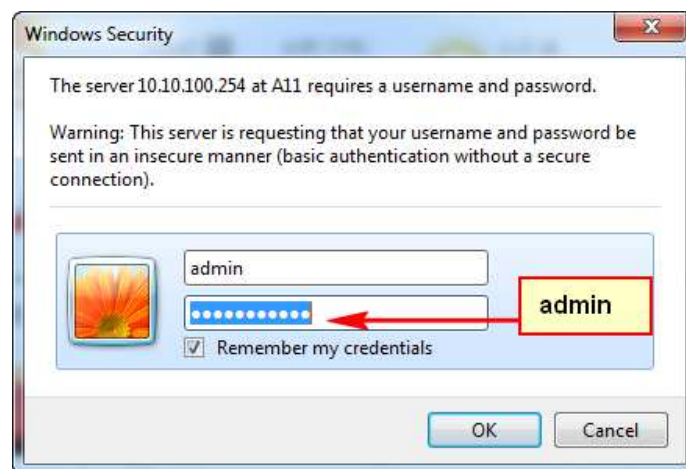 Windows Security
The server 10.10.100.254 at A11 requires a username and password.
Warning: This server is requesting that your username and password be
sent in an insecure manner (basic authentication without a secure
connection).
admin
●●●●●●●●●●●
admin
Remember my credentials
OK
Cancel